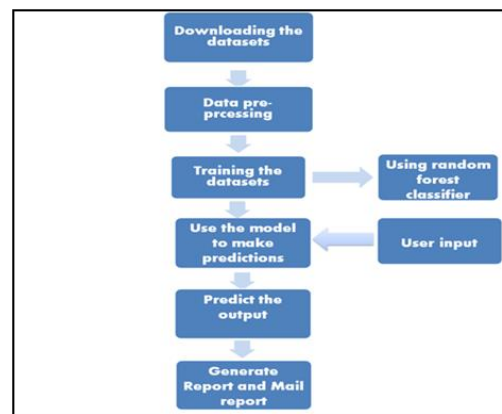 Downloading the
datasets
Data pre-
prcessing
Training the
datasets
Using random
forest
classifier
Use the model
to make
predictions
User input
Predict the
output
Generate
Report and Mail
report